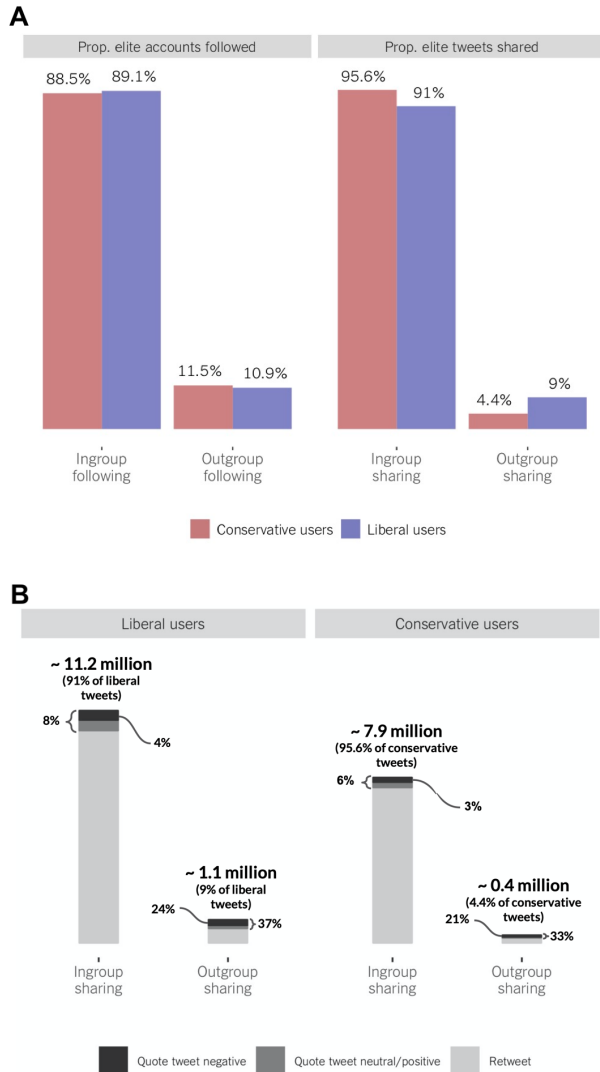 A
Prop. elite accounts followed
Prop. elite tweets shared
88.5%
89.1%
95.6%
91%
11.5%
10.9%
4.4%
9%
Ingroup
following
Outgroup
following
Ingroup
sharing
Outgroup
sharing
Conservative users
Liberal users
B
Liberal users
Conservative users
~ 11.2 million
(91% of liberal
tweets)
8%
4%
~ 7.9 million
(95.6% of conservative
tweets)
6%
3%
~ 1.1 million
(9% of liberal
tweets)
24%
37%
~ 0.4 million
(4.4% of conservative
tweets)
21%
33%
Ingroup
sharing
Outgroup
sharing
Ingroup
sharing
Outgroup
sharing
Quote tweet negative
Quote tweet neutral/positive
Retweet